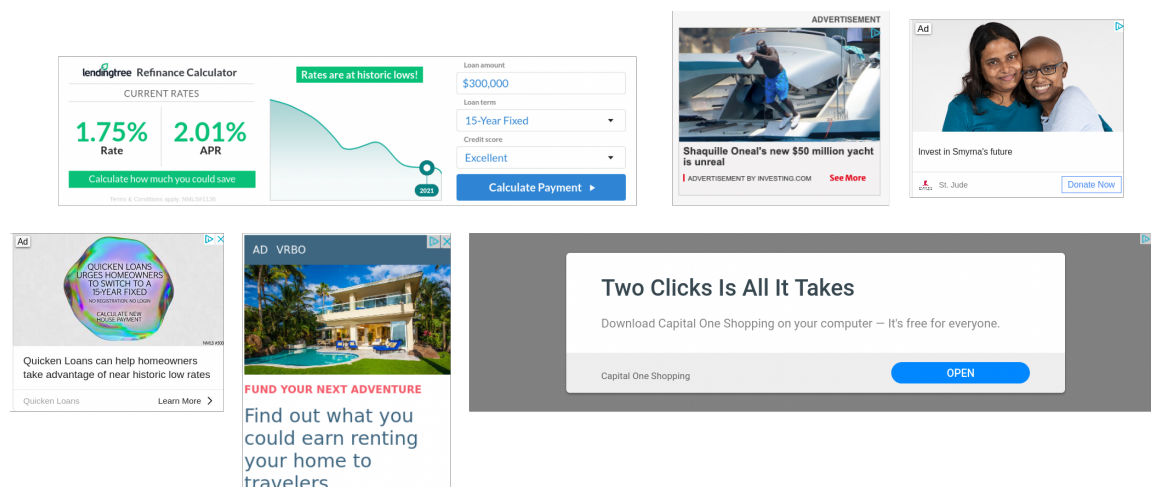 lendingtree Refinance Calculator
CURRENT RATES
1.75%
Rate
2.01%
APR
Calculate how much you could save
Terms & Conditions apply. NMLS#1136
Rates are at historic lows!
2021
Loan amount
$300,000
Loan term
15-Year Fixed
Credit score
Excellent
Calculate Payment
ADVERTISEMENT
Shaquille Oneal's new $50 million yacht
is unreal
ADVERTISEMENT BY INVESTING.COM
See More
Ad
Invest in Smyrna's future
St. Jude
Donate Now
Ad
QUICKEN LOANS
URGES HOMEOWNERS
TO SWITCH TO A
15-YEAR FIXED
NO REGISTRATION. NO LOGIN
CALCULATE NEW
HOUSE PAYMENT
Quicken Loans can help homeowners
take advantage of near historic low rates
Quicken Loans
Learn More
AD VRBO
FUND YOUR NEXT ADVENTURE
Find out what you
could earn renting
your home to
travelers
Two Clicks Is All It Takes
Download Capital One Shopping on your computer — It's free for everyone.
Capital One Shopping
OPEN